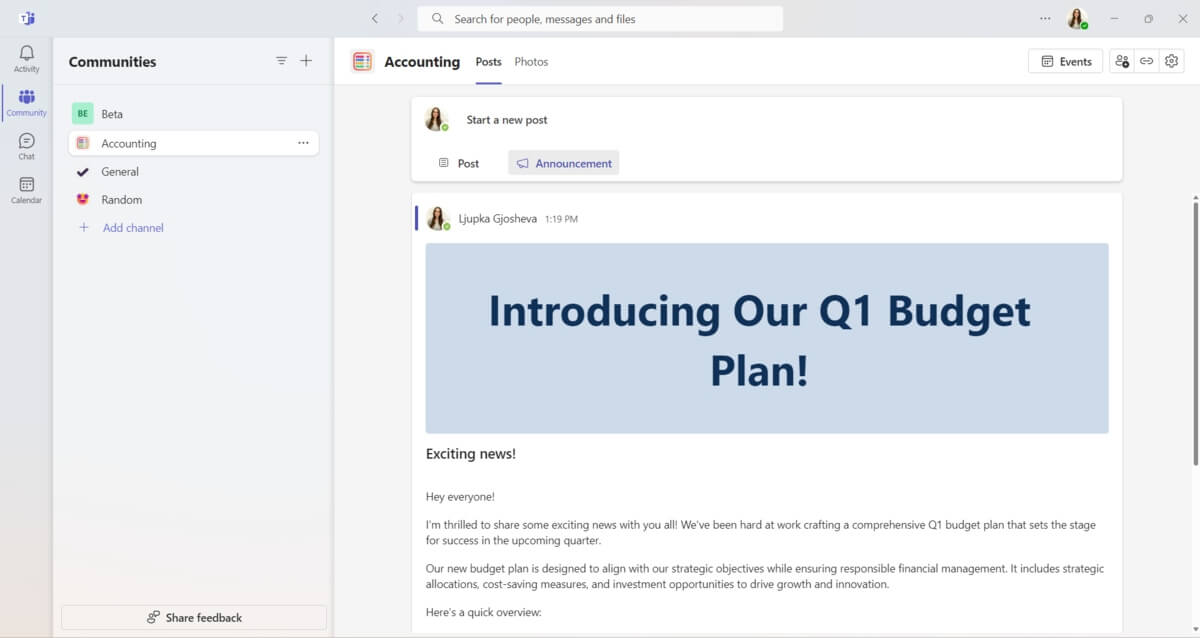 Search for people, messages and files
Activity
Community
Chat
Calendar
Communities
BE Beta
Accounting
General
Random
Add channel
Share feedback
Accounting Posts Photos
Events
Start a new post
Post Announcement
Ljupka Gjosheva 1:19 PM
Introducing Our Q1 Budget
Plan!
Exciting news!
Hey everyone!
I'm thrilled to share some exciting news with you all! We've been hard at work crafting a comprehensive Q1 budget plan that sets the stage
for success in the upcoming quarter.
Our new budget plan is designed to align with our strategic objectives while ensuring responsible financial management. It includes strategic
allocations, cost-saving measures, and investment opportunities to drive growth and innovation.
Here's a quick overview: